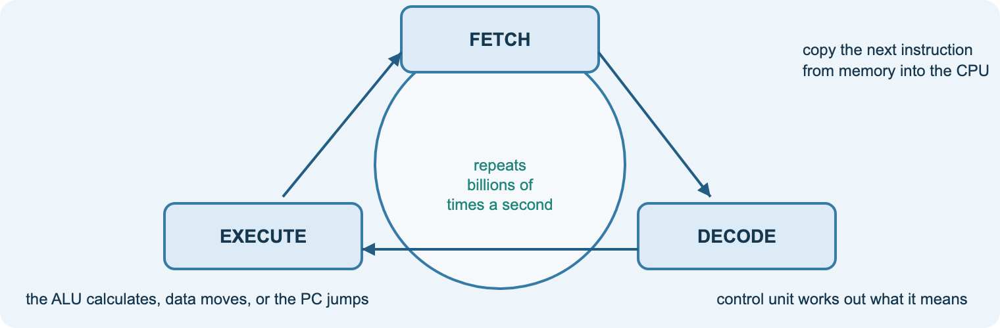 FETCH
copy the next instruction
from memory into the CPU
repeats
billions of
times a second
EXECUTE
DECODE
the ALU calculates, data moves, or the PC jumps
control unit works out what it means